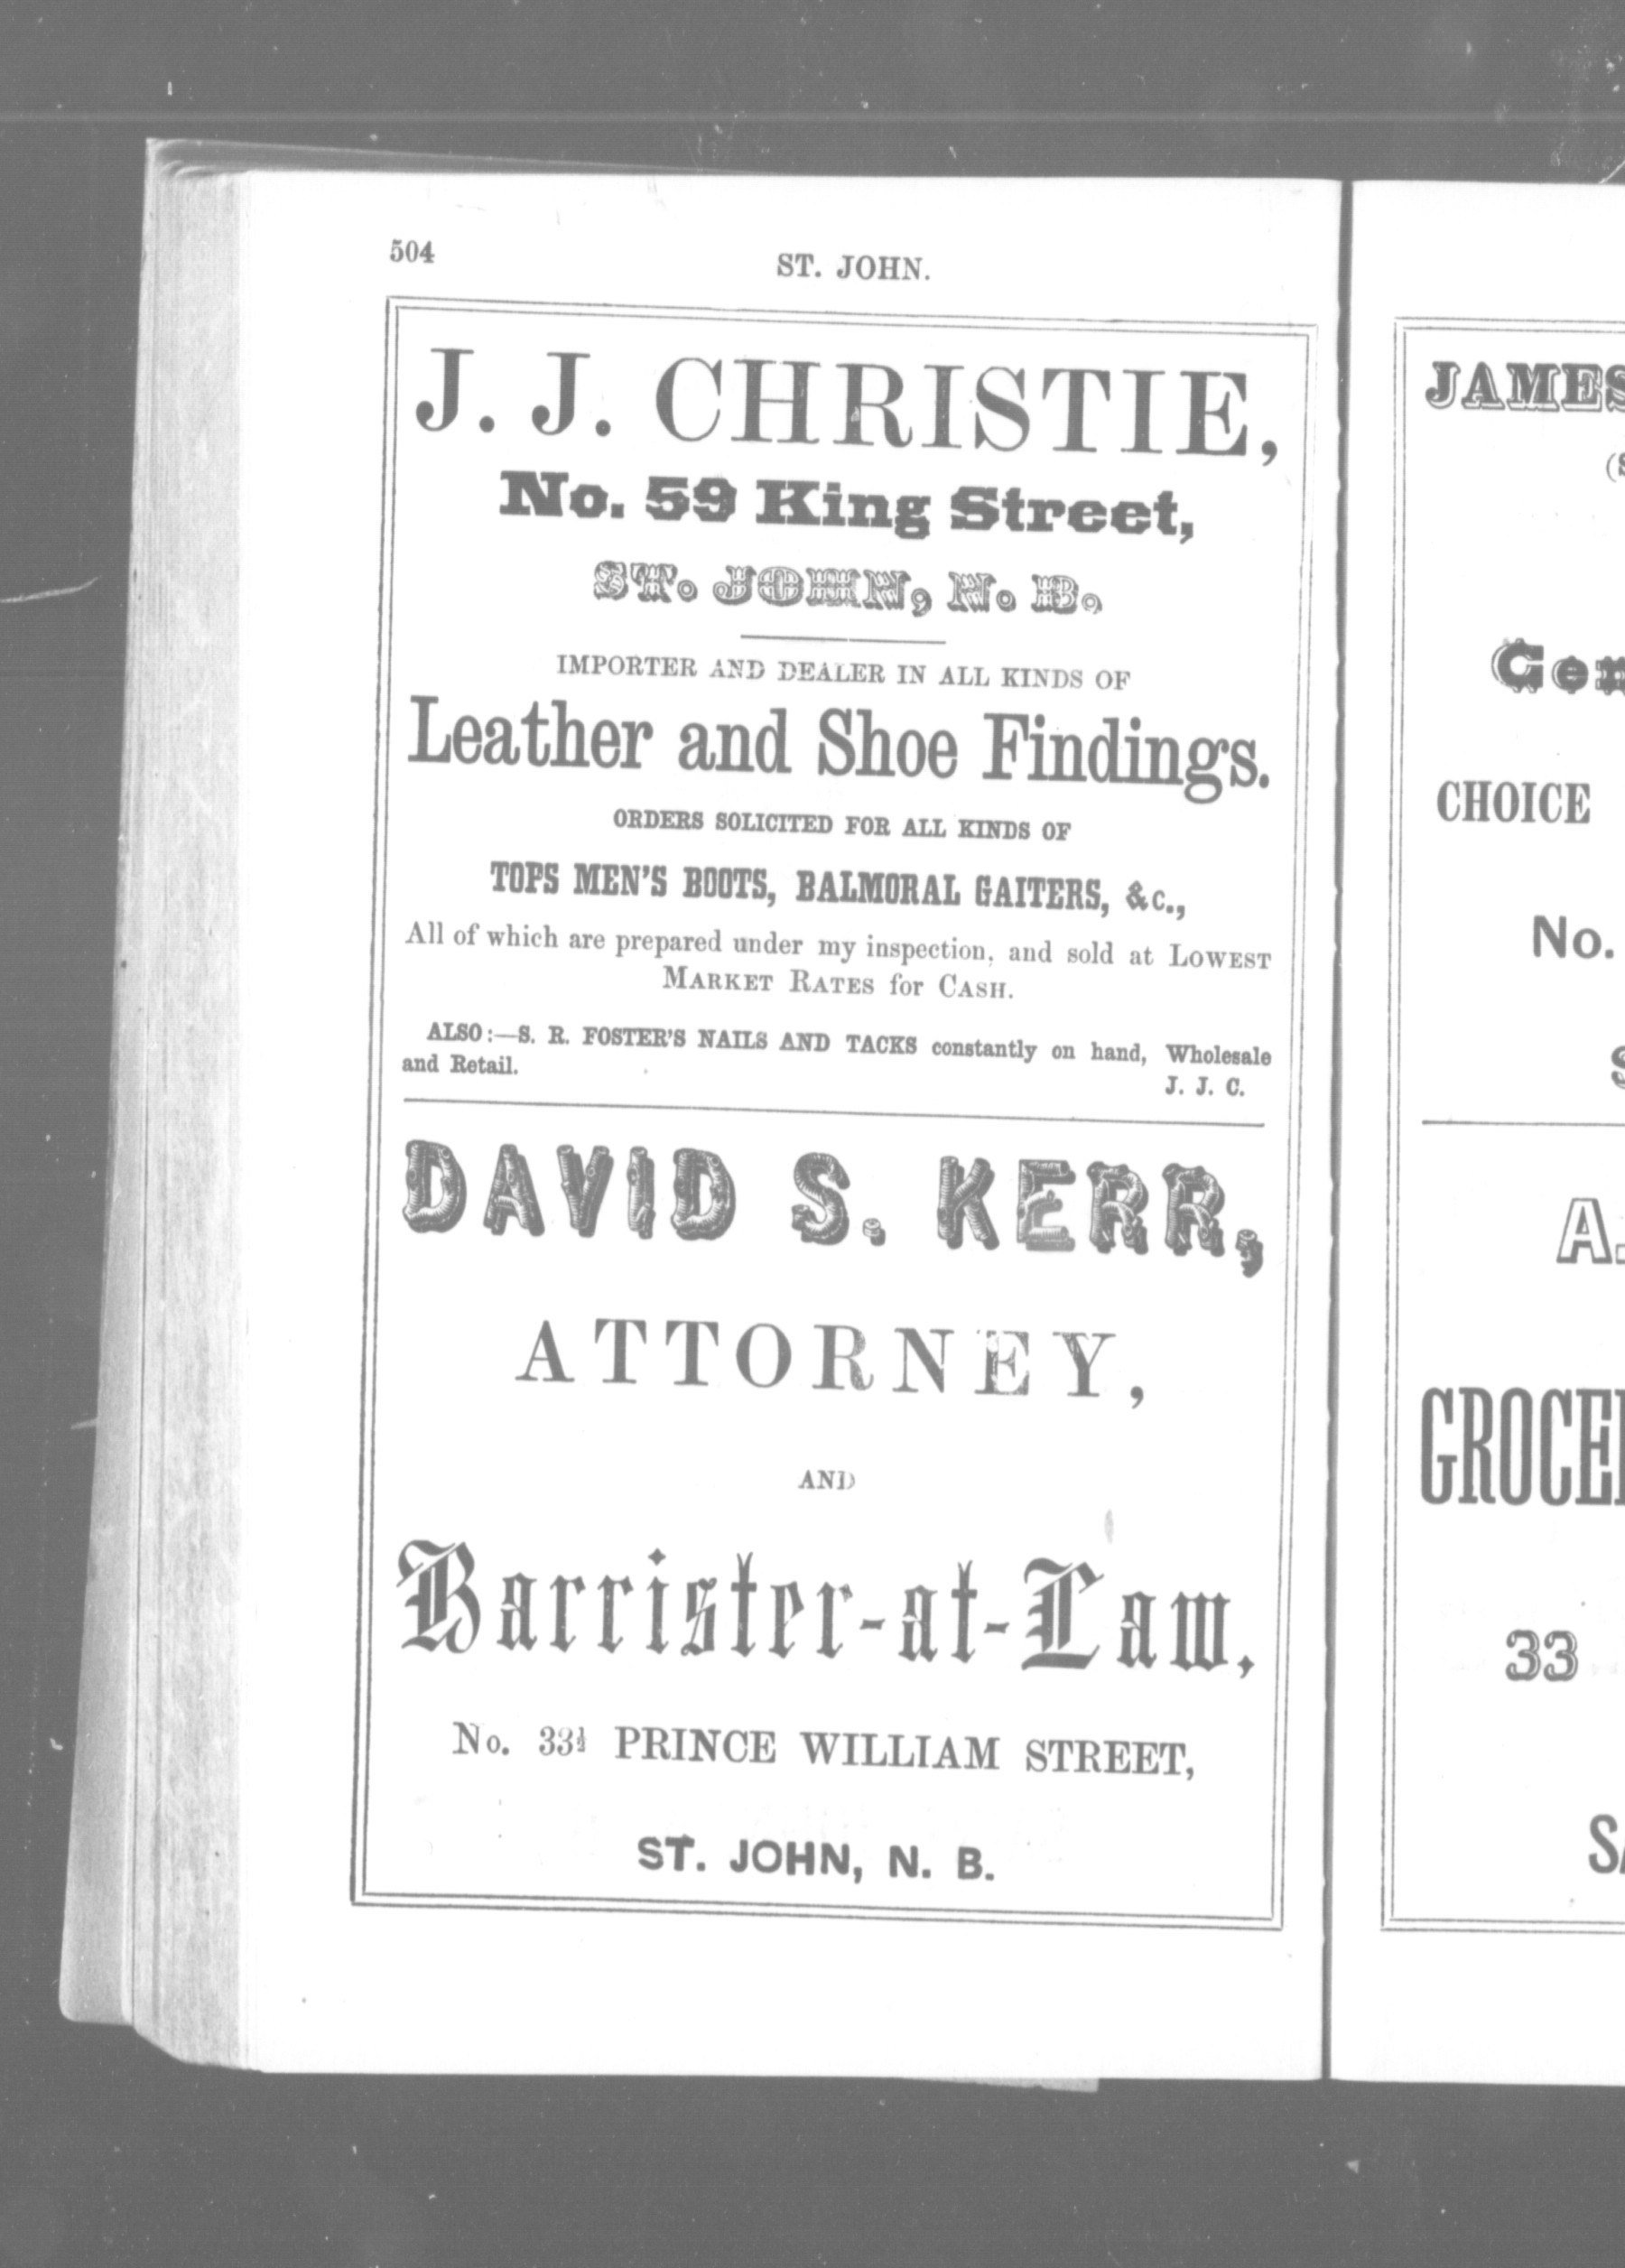 504
ST. JOHN.
J. J. CHRISTIE,
No. 59 King Street,
ST. JOHN, N. B.
IMPORTER AND DEALER IN ALL KINDS OF
Leather and Shoe Findings.
ORDERS SOLICITED FOR ALL KINDS OF
TOPS MEN'S BOOTS, BALMORAL GAITERS, &c.,
All of which are prepared under my inspection, and sold at LOWEST
MARKET RATES for CASH.
ALSO:—S. R. FOSTER'S NAILS AND TACKS constantly on hand, Wholesale
and Retail.
J. J. C.
DAVID S. KERR,
ATTORNEY,
AND
Barrister-at-Law,
No. 33½ PRINCE WILLIAM STREET,
ST. JOHN, N. B.
JAMES
CHOICE
No.
A.
33